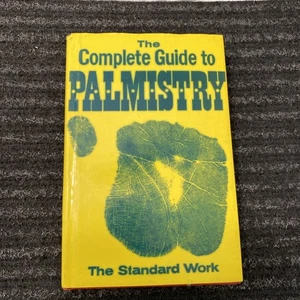 The
Complete Guide to
PALMISTRY
The Standard Work